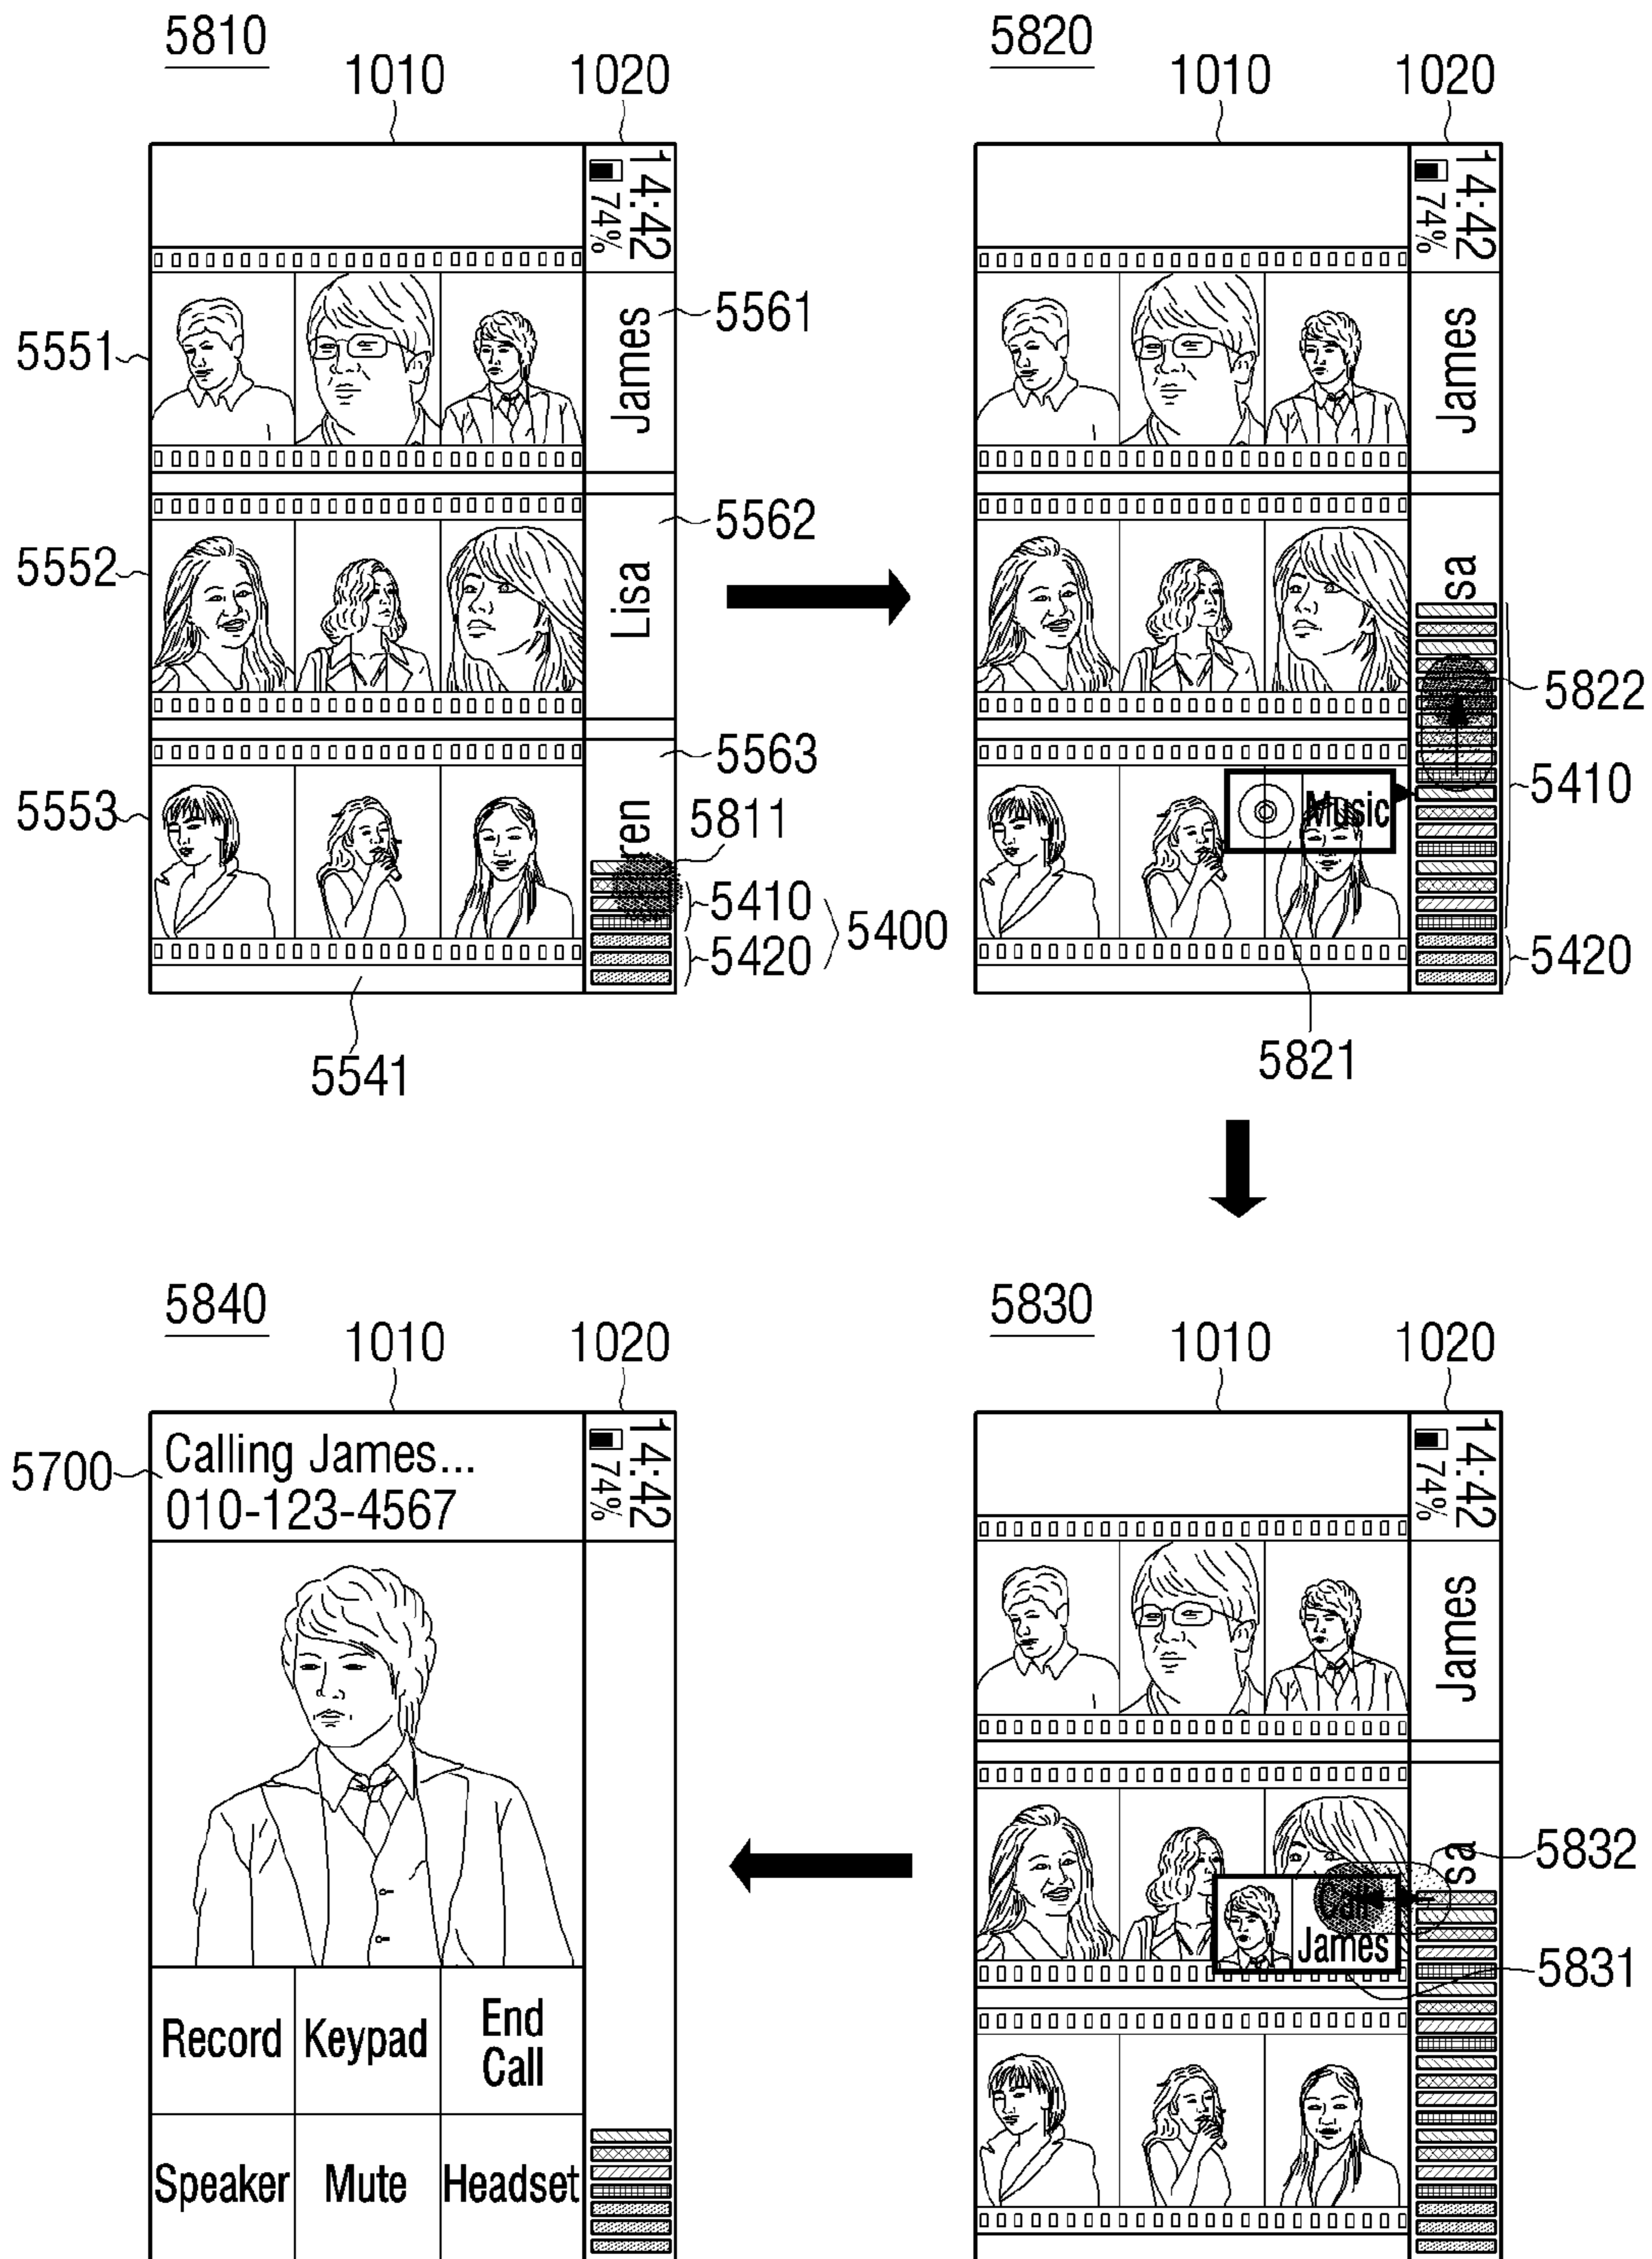 5810
1010
1020
14:42
74%
5551
James
5561
5552
Lisa
5562
5553
ren
5563
5811
5410
5420
5400
5541
5820
1010
1020
14:42
74%
James
sa
5822
Music
5410
5420
5821
5840
1010
1020
5700
Calling James...
010-123-4567
14:42
74%
Record
Keypad
End
Call
Speaker
Mute
Headset
5830
1010
1020
14:42
74%
James
sa
5832
Call
James
5831